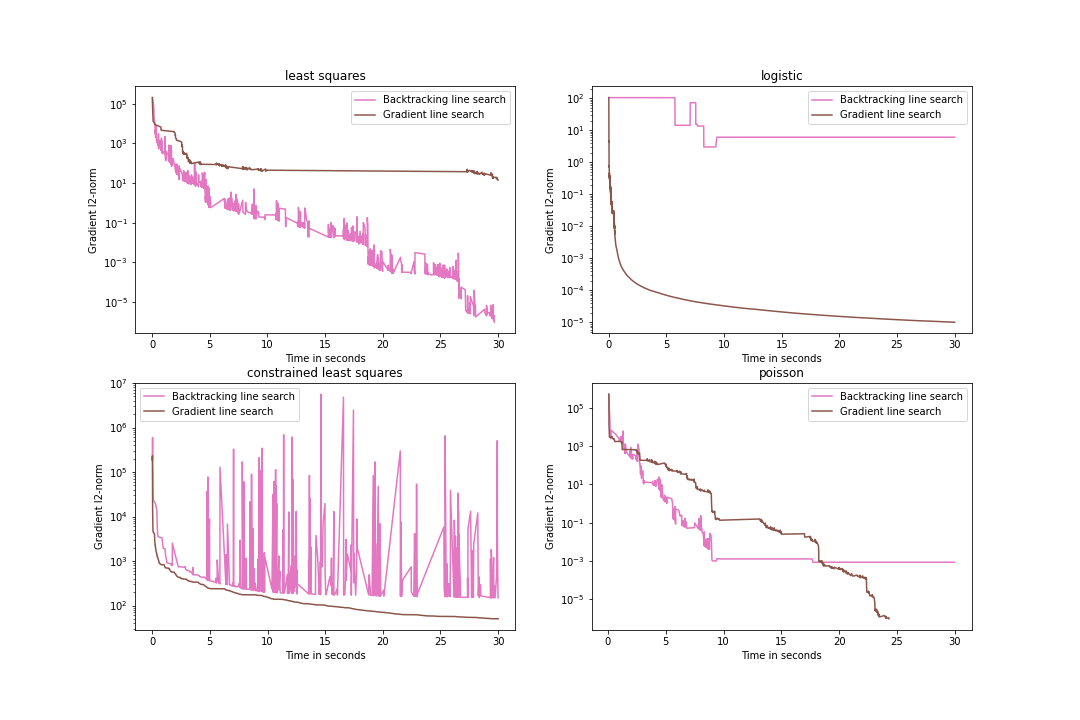 least squares
Gradient l2-norm
10^5
10^3
10^1
10^-1
10^-3
10^-5
Backtracking line search
Gradient line search
0 5 10 15 20 25 30
Time in seconds
logistic
Gradient l2-norm
10^2
10^1
10^0
10^-1
10^-2
10^-3
10^-4
10^-5
Backtracking line search
Gradient line search
0 5 10 15 20 25 30
Time in seconds
constrained least squares
Gradient l2-norm
10^7
10^6
10^5
10^4
10^3
10^2
Backtracking line search
Gradient line search
0 5 10 15 20 25 30
Time in seconds
poisson
Gradient l2-norm
10^5
10^3
10^1
10^-1
10^-3
10^-5
Backtracking line search
Gradient line search
0 5 10 15 20 25 30
Time in seconds